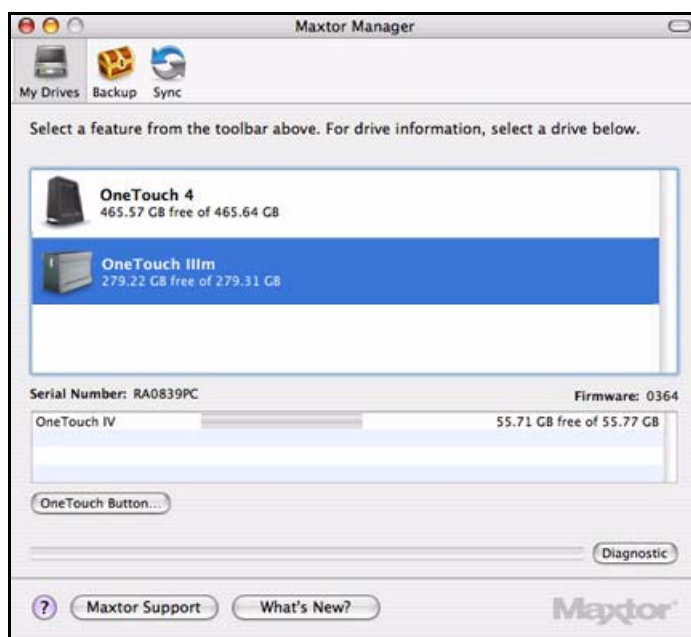 Maxtor Manager
My Drives Backup Sync
Select a feature from the toolbar above. For drive information, select a drive below.
OneTouch 4
465.57 GB free of 465.64 GB
OneTouch IIIm
279.22 GB free of 279.31 GB
Serial Number: RA0839PC Firmware: 0364
OneTouch IV 55.71 GB free of 55.77 GB
OneTouch Button...
Diagnostic
? Maxtor Support What's New? Maxtor